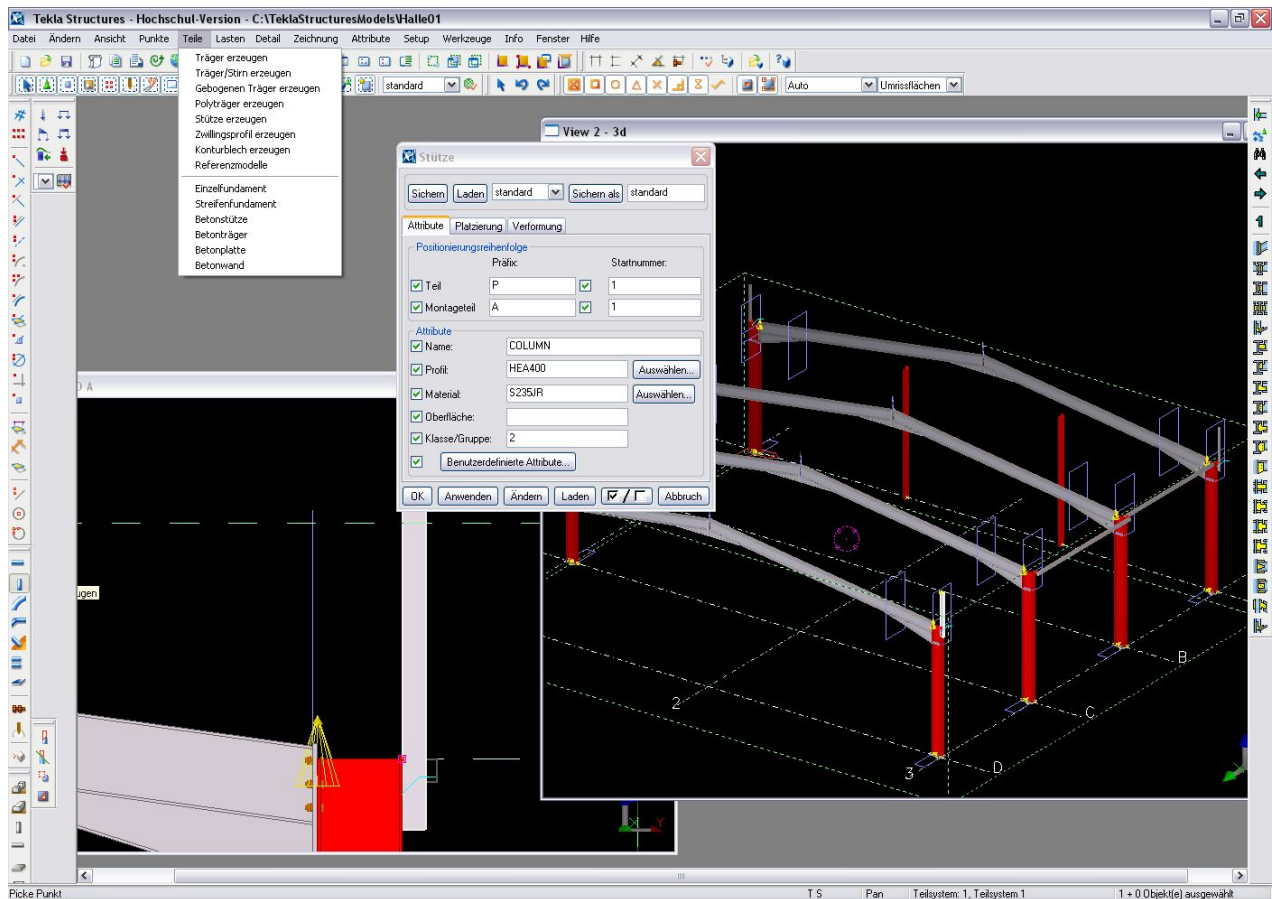 Tekla Structures - Hochschul-Version - C:\TeklaStructuresModels\Halle01
Datei Ändern Ansicht Punkte Teile Lasten Detail Zeichnung Attribute Setup Werkzeuge Info Fenster Hilfe
standard Auto Umrissflächen
Träger erzeugen
Träger/Stirn erzeugen
Gebogenen Träger erzeugen
Polyträger erzeugen
Stütze erzeugen
Zwillingsprofil erzeugen
Konturblech erzeugen
Referenzmodelle
Einzelfundament
Streifenfundament
Betonstütze
Betonträger
Betonplatte
Betonwand
Stütze
Sichern Laden standard Sichern als standard
Attribute Platzierung Verformung
Positionierungsreihenfolge
Präfix: Startnummer:
Teil P 1
Montageteil A 1
Attribute
Name: COLUMN
Profil: HEA400 Auswählen...
Material: S235JR Auswählen...
Oberfläche:
Klasse/Gruppe: 2
Benutzerdefinierte Attribute...
OK Anwenden Ändern Laden / Abbruch
View 2 - 3d
B
C
D
2
3
A
ugen
X Y
1
Picke Punkt T S Pan Teilsystem: 1, Teilsystem 1 1 + 0 Objekt(e) ausgewählt